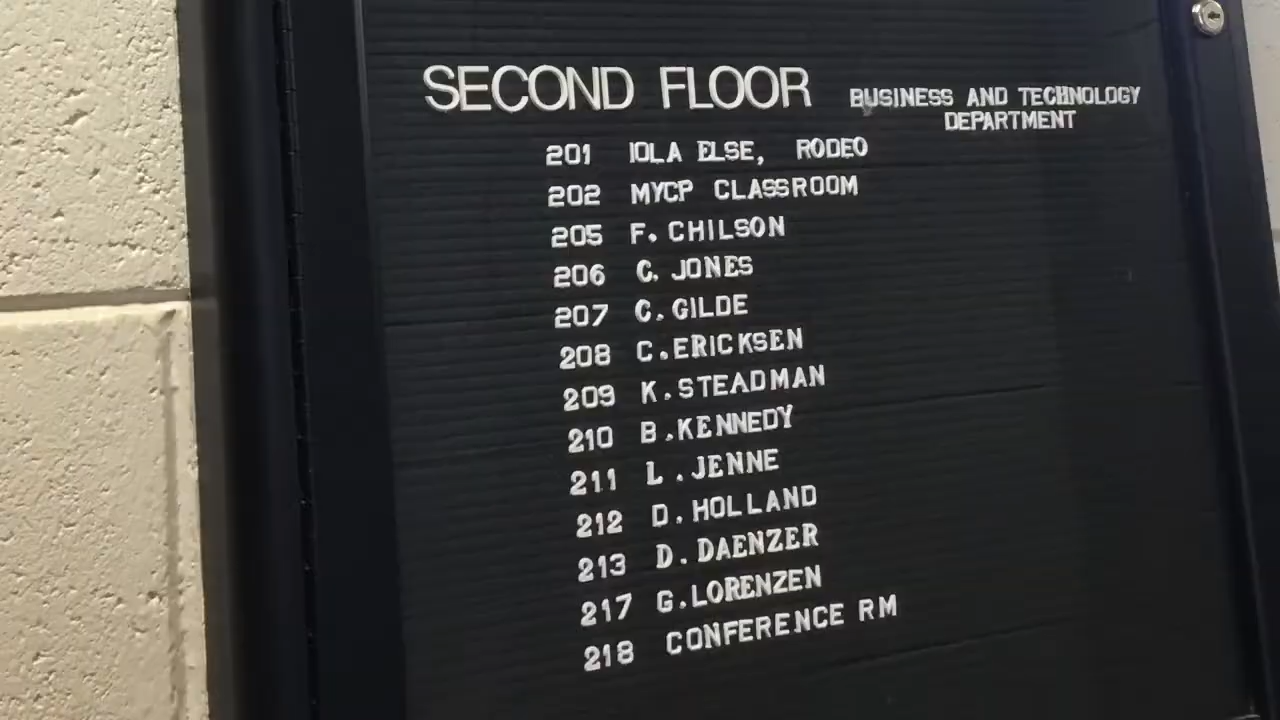 SECOND FLOOR
BUSINESS AND TECHNOLOGY
DEPARTMENT
201 IOLA ELSE, RODEO
202 MYCP CLASSROOM
205 F. CHILSON
206 C. JONES
207 C. GILDE
208 C. ERICKSEN
209 K. STEADMAN
210 B. KENNEDY
211 L. JENNE
212 D. HOLLAND
213 D. DAENZER
217 G. LORENZEN
218 CONFERENCE RM